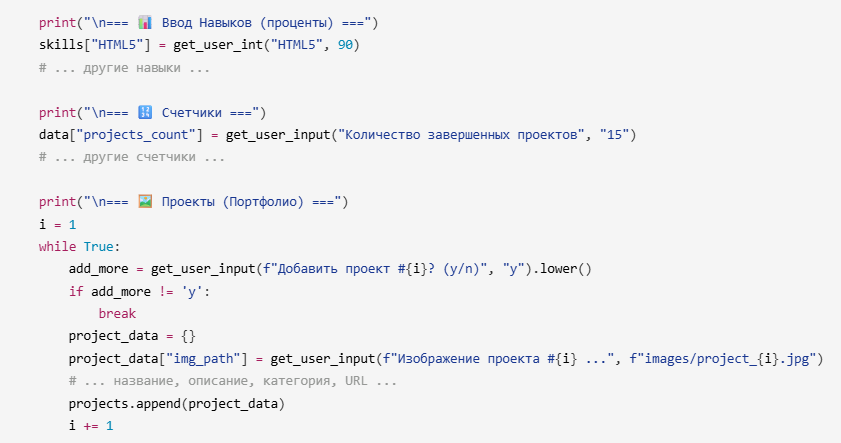 print("\n=== 📊 Ввод Навыков (проценты) ===")
skills["HTML5"] = get_user_int("HTML5", 90)
# ... другие навыки ...

print("\n=== 🔢 Счетчики ===")
data["projects_count"] = get_user_input("Количество завершенных проектов", "15")
# ... другие счетчики ...

print("\n=== 🖼️ Проекты (Портфолио) ===")
i = 1
while True:
    add_more = get_user_input(f"Добавить проект #{i}? (y/n)", "y").lower()
    if add_more != 'y':
        break
    project_data = {}
    project_data["img_path"] = get_user_input(f"Изображение проекта #{i} ...", f"images/project_{i}.jpg")
    # ... название, описание, категория, URL ...
    projects.append(project_data)
    i += 1